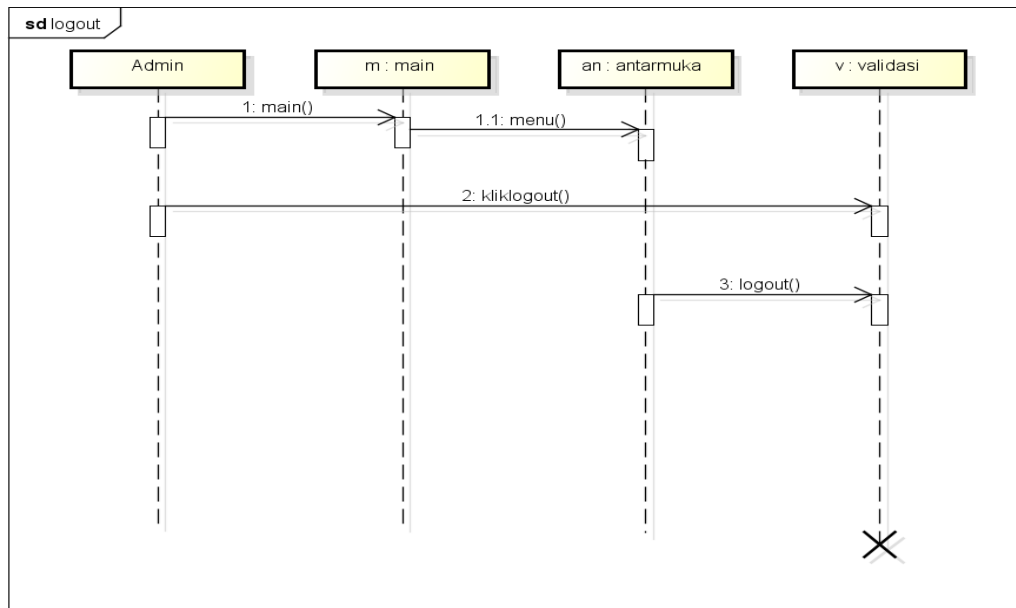 sd logout
Admin
m : main
an : antarmuka
v : validasi
1: main()
1.1: menu()
2: kliklogout()
3: logout()